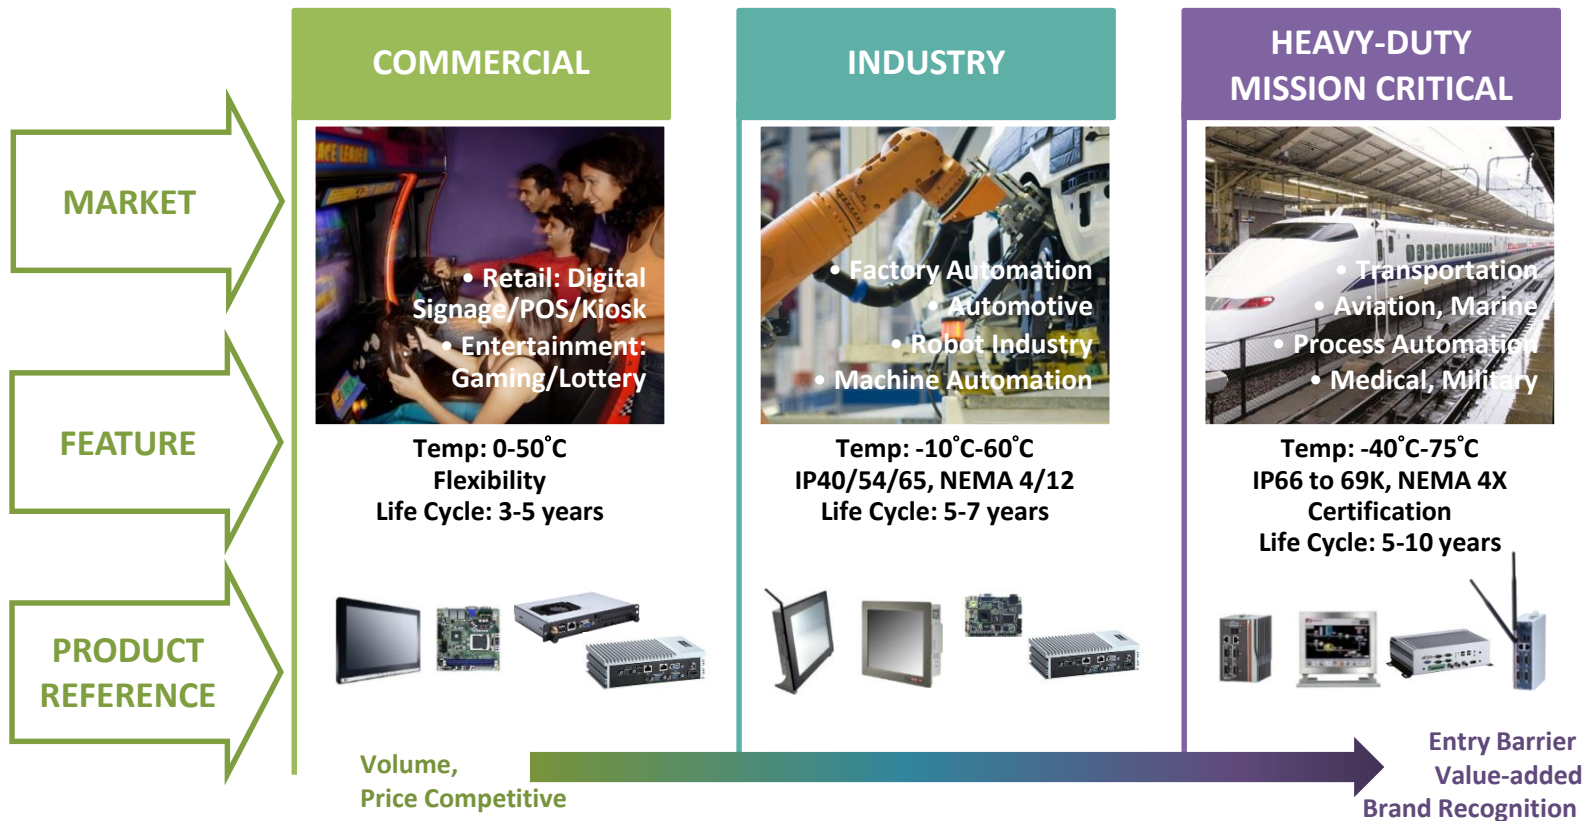 COMMERCIAL
INDUSTRY
HEAVY-DUTY
MISSION CRITICAL
MARKET
• Retail: Digital
Signage/POS/Kiosk
• Entertainment:
Gaming/Lottery
• Factory Automation
• Automotive
• Robot Industry
• Machine Automation
• Transportation
• Aviation, Marine
• Process Automation
• Medical, Military
FEATURE
Temp: 0-50˚C
Flexibility
Life Cycle: 3-5 years
Temp: -10˚C-60˚C
IP40/54/65, NEMA 4/12
Life Cycle: 5-7 years
Temp: -40˚C-75˚C
IP66 to 69K, NEMA 4X
Certification
Life Cycle: 5-10 years
PRODUCT
REFERENCE
Volume,
Price Competitive
Entry Barrier
Value-added
Brand Recognition